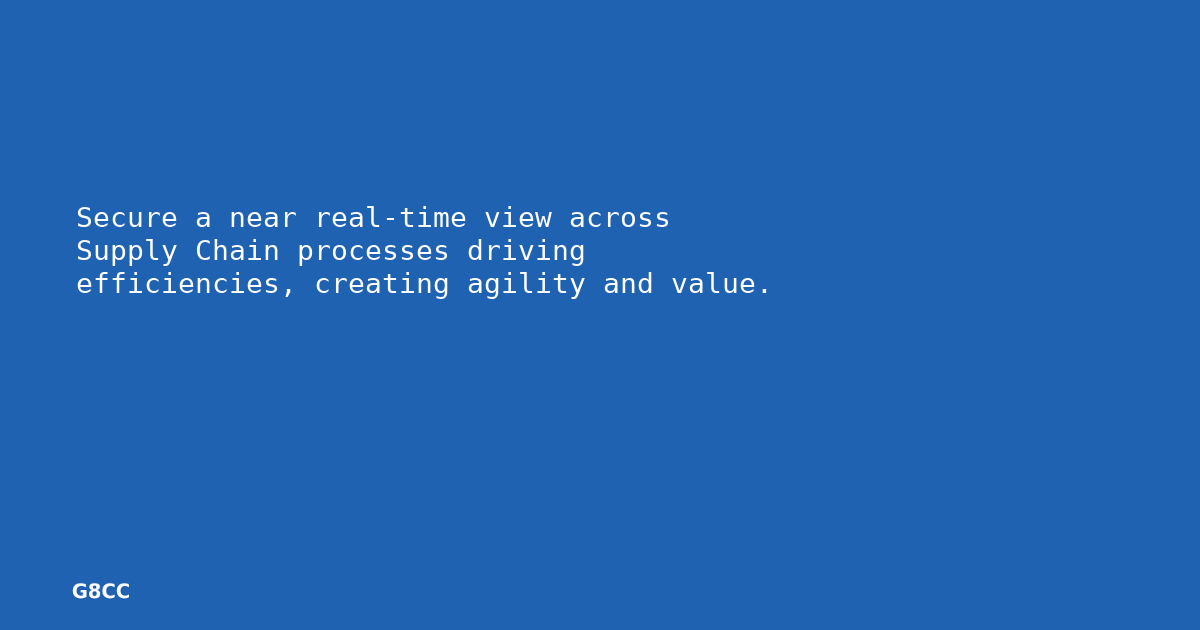 Secure a near real-time view across
Supply Chain processes driving
efficiencies, creating agility and value.
G8CC